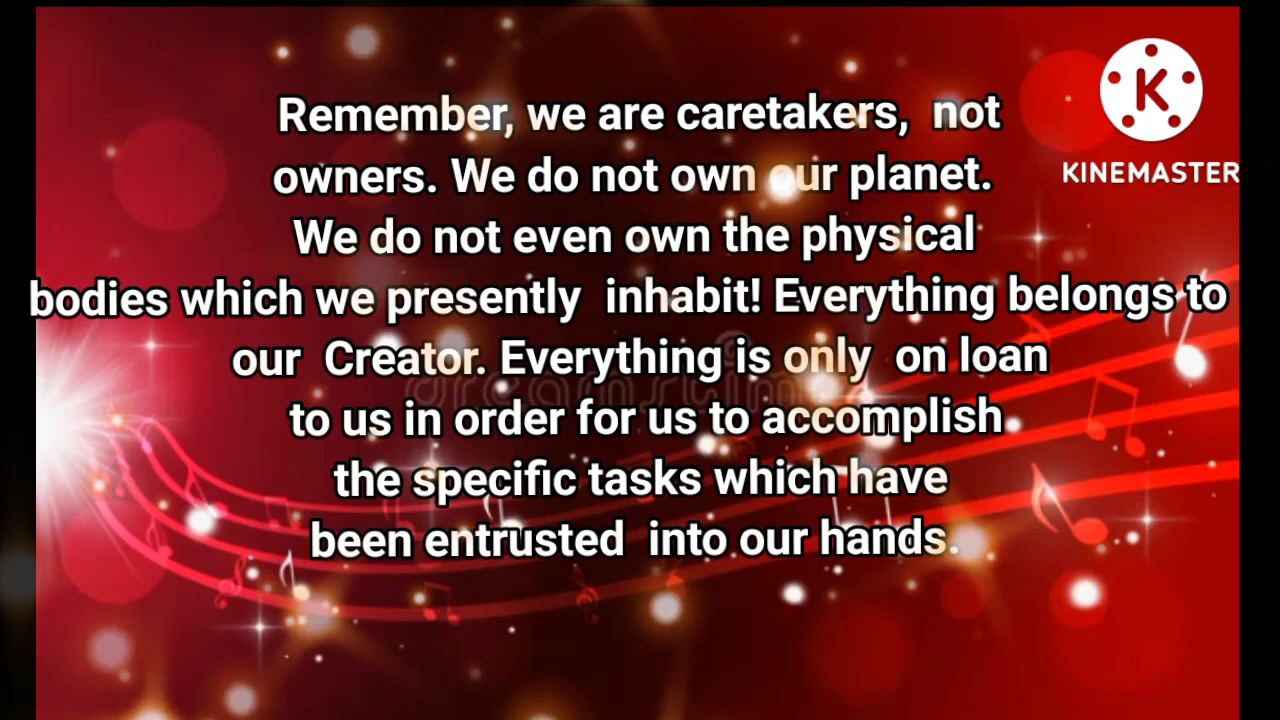 Remember, we are caretakers, not
owners. We do not own our planet.
We do not even own the physical
bodies which we presently inhabit! Everything belongs to
our Creator. Everything is only on loan
to us in order for us to accomplish
the specific tasks which have
been entrusted into our hands.
K
KINEMASTER
dreamstime